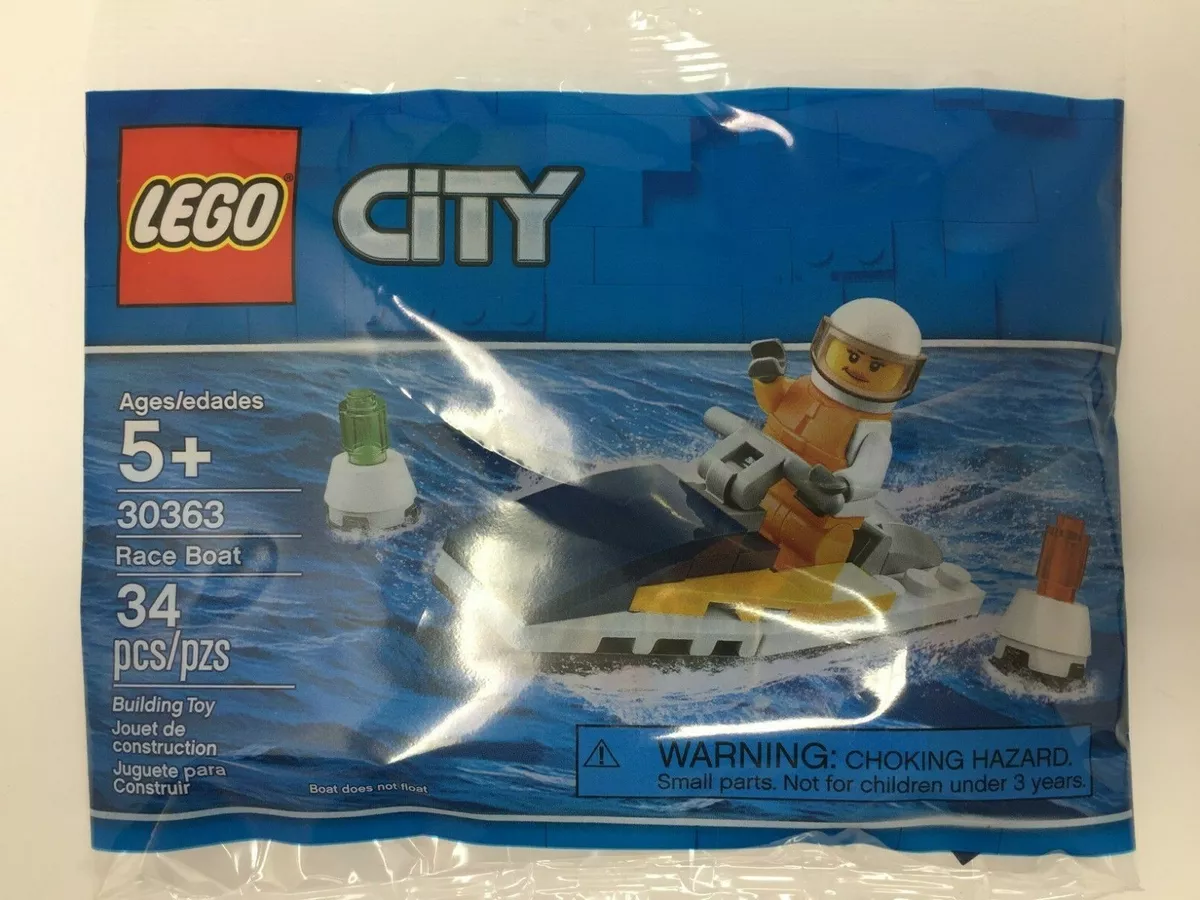 LEGO®
CiTY
Ages/edades
5+
30363
Race Boat
34
pcs/pzs
Building Toy
Jouet de
construction
Juguete para
Construir
Boat does not float
WARNING: CHOKING HAZARD.
Small parts. Not for children under 3 years.